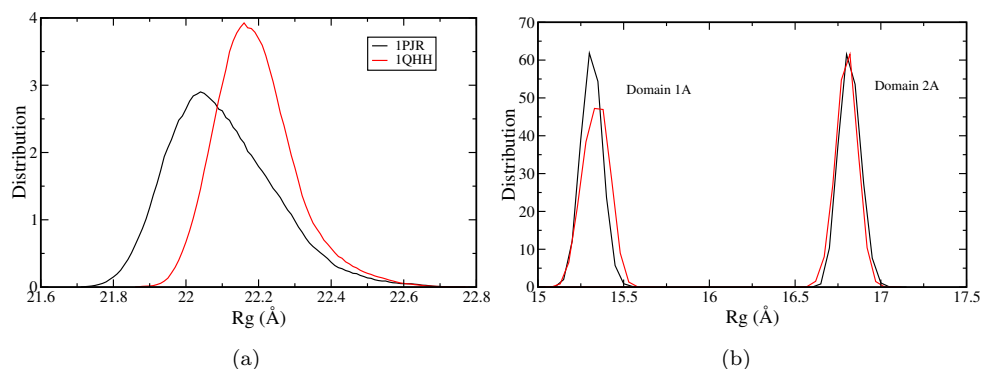 4
3
2
1
0
Distribution
1PJR
1QHH
21.6 21.8 22 22.2 22.4 22.6 22.8
Rg (Å)
(a)
70
60
50
40
30
20
10
0
Distribution
Domain 1A
Domain 2A
15 15.5 16 16.5 17 17.5
Rg (Å)
(b)